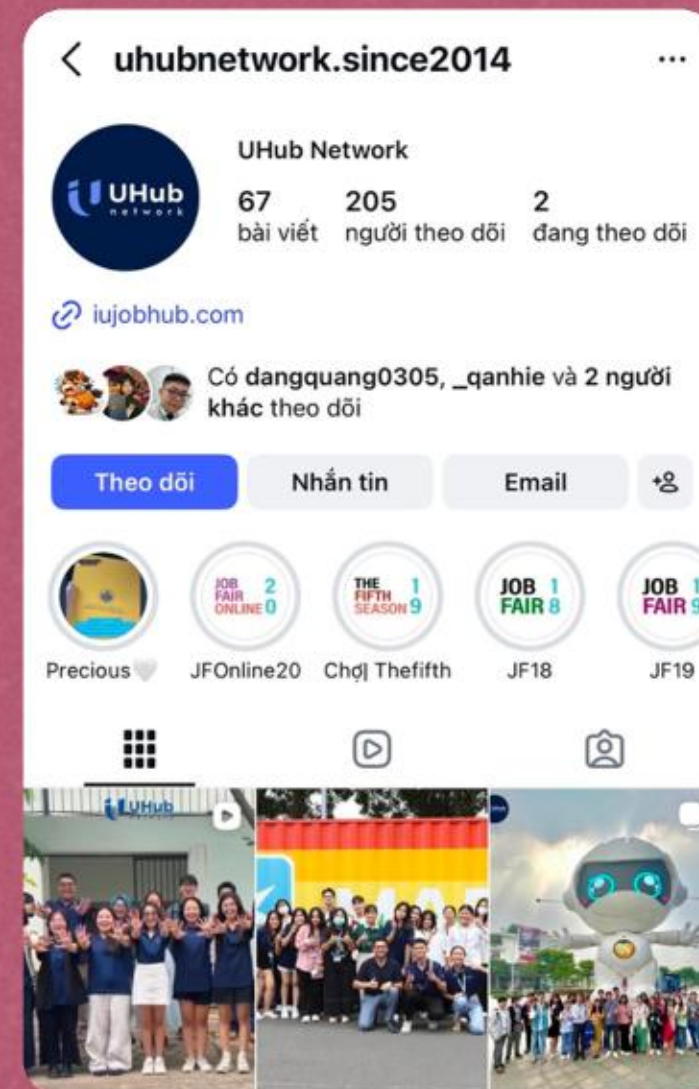 uhubnetwork.since2014
UHub
network
UHub Network
67
205
2
bài viết
người theo dõi
đang theo dõi
iujobhub.com
Có dangquang0305, _qanhie và 2 người
khác theo dõi
Theo dõi
Nhắn tin
Email
JOB
FAIR
ONLINE
2
0
THE
FIFTH
SEASON
1
9
JOB
FAIR
1
8
JOB
FAIR
1
9
Precious
JFOnline20
Chợ| Thefifth
JF18
JF19
UHub
network